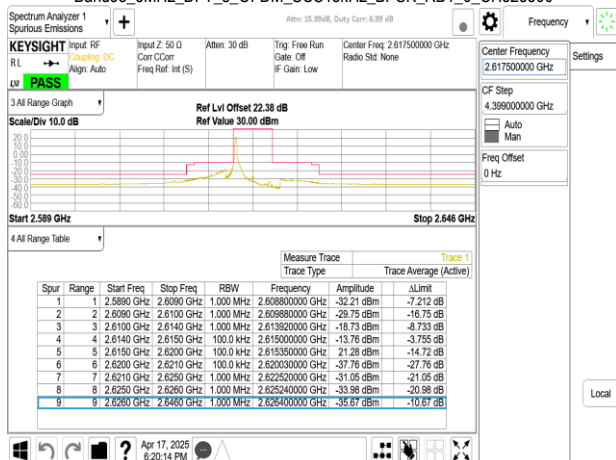 Spectrum Analyzer 1
Spurious Emissions
Attn: 15.39dB, Duty Corr: 6.99 dB
Frequency
KEYSIGHT
RL
PASS
Input: RF
Coupling: DC
Align: Auto
Input Z: 50 Ω
Corr CCorr
Freq Ref: Int (S)
Atten: 30 dB
Trig: Free Run
Gate: Off
IF Gain: Low
Center Freq: 2.617500000 GHz
Radio Std: None
Center Frequency
2.617500000 GHz
Settings
CF Step
4.399000000 GHz
Auto
Man
Freq Offset
0 Hz
3 All Range Graph
Scale/Div 10.0 dB
Ref Lvl Offset 22.38 dB
Ref Value 30.00 dBm
20.0
10.0
0.00
-10.0
-20.0
-30.0
-40.0
-50.0
-60.0
Start 2.589 GHz
Stop 2.646 GHz
4 All Range Table
Measure Trace Trace 1
Trace Type Trace Average (Active)
Spur Range Start Freq Stop Freq RBW Frequency Amplitude ΔLimit
1 1 2.5890 GHz 2.6090 GHz 1.000 MHz 2.608800000 GHz -32.21 dBm -7.212 dB
2 2 2.6090 GHz 2.6100 GHz 1.000 MHz 2.609880000 GHz -29.75 dBm -16.75 dB
3 3 2.6100 GHz 2.6140 GHz 1.000 MHz 2.613920000 GHz -18.73 dBm -8.733 dB
4 4 2.6140 GHz 2.6150 GHz 100.0 kHz 2.615000000 GHz -13.76 dBm -3.755 dB
5 5 2.6150 GHz 2.6200 GHz 100.0 kHz 2.615350000 GHz 21.28 dBm -14.72 dB
6 6 2.6200 GHz 2.6210 GHz 100.0 kHz 2.620030000 GHz -37.76 dBm -27.76 dB
7 7 2.6210 GHz 2.6250 GHz 1.000 MHz 2.622520000 GHz -31.05 dBm -21.05 dB
8 8 2.6250 GHz 2.6260 GHz 1.000 MHz 2.625240000 GHz -33.98 dBm -20.98 dB
9 9 2.6260 GHz 2.6460 GHz 1.000 MHz 2.626400000 GHz -35.67 dBm -10.67 dB
Local
Apr 17, 2025
6:20:14 PM